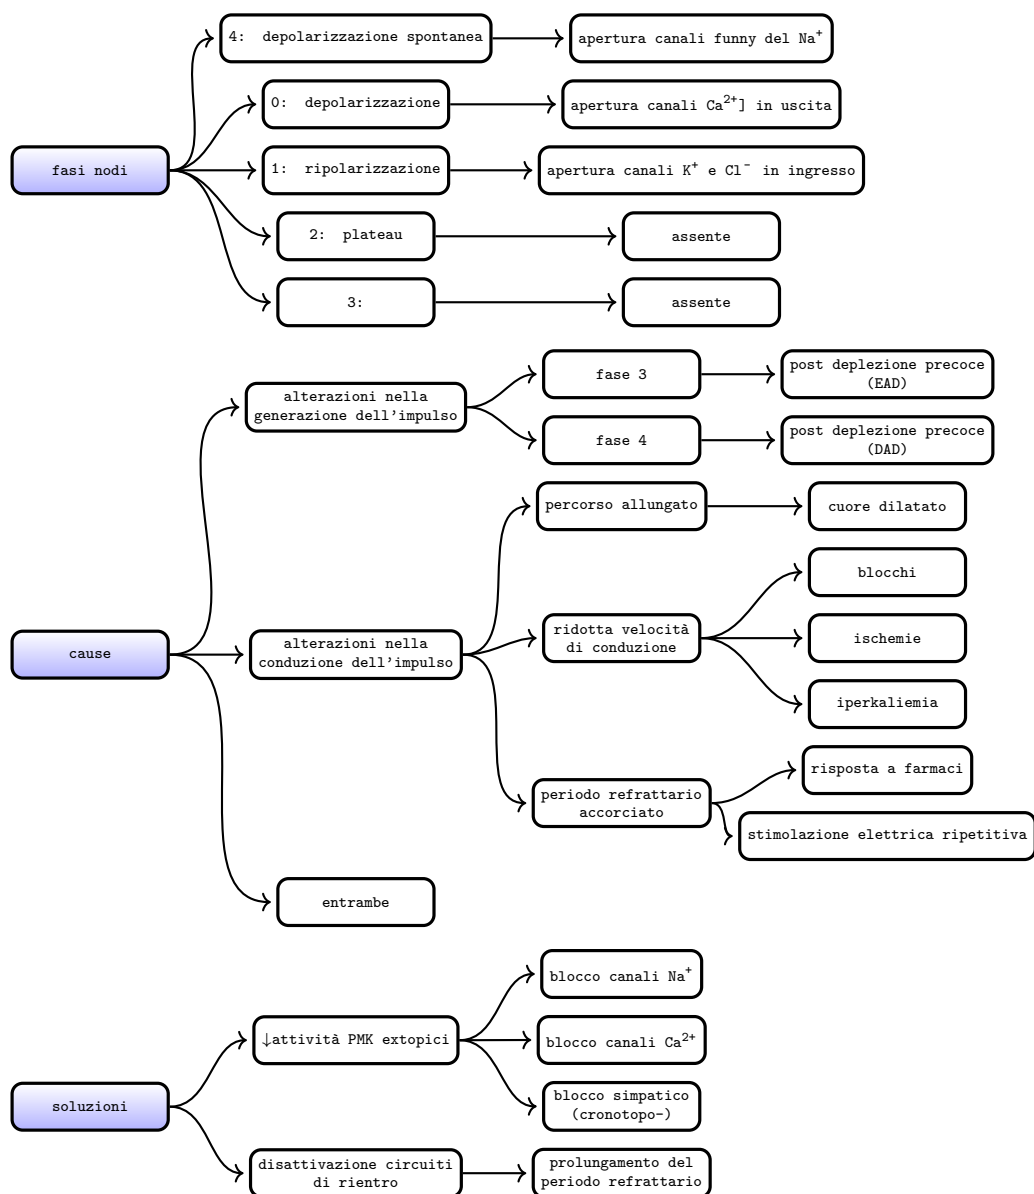 4: depolarizzazione spontanea
apertura canali funny del Na⁺
0: depolarizzazione
apertura canali Ca²⁺] in uscita
fasi nodi
1: ripolarizzazione
apertura canali K⁺ e Cl⁻ in ingresso
2: plateau
assente
3:
assente
alterazioni nella
generazione dell'impulso
fase 3
post deplezione precoce
(EAD)
fase 4
post deplezione precoce
(DAD)
cause
alterazioni nella
conduzione dell'impulso
percorso allungato
cuore dilatato
ridotta velocità
di conduzione
blocchi
ischemie
iperkaliemia
periodo refrattario
accorciato
risposta a farmaci
stimolazione elettrica ripetitiva
entrambe
soluzioni
↓attività PMK extopici
blocco canali Na⁺
blocco canali Ca²⁺
blocco simpatico
(cronotopo-)
disattivazione circuiti
di rientro
prolungamento del
periodo refrattario